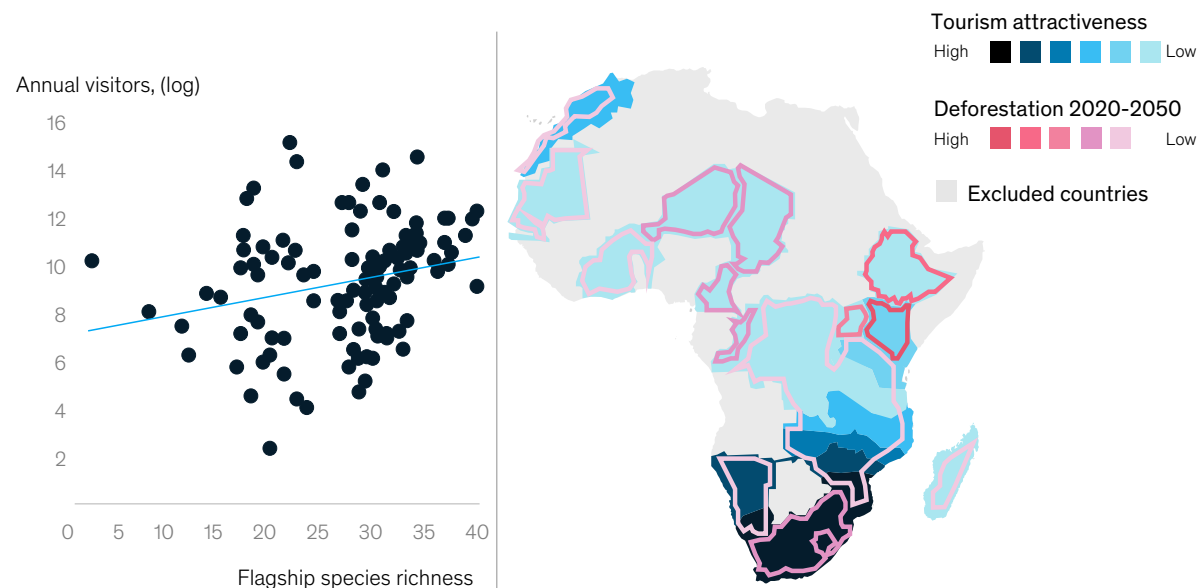 Annual visitors, (log)
16
14
12
10
8
6
4
2
0 5 10 15 20 25 30 35 40
Flagship species richness
Tourism attractiveness
High Low
Deforestation 2020-2050
High Low
Excluded countries